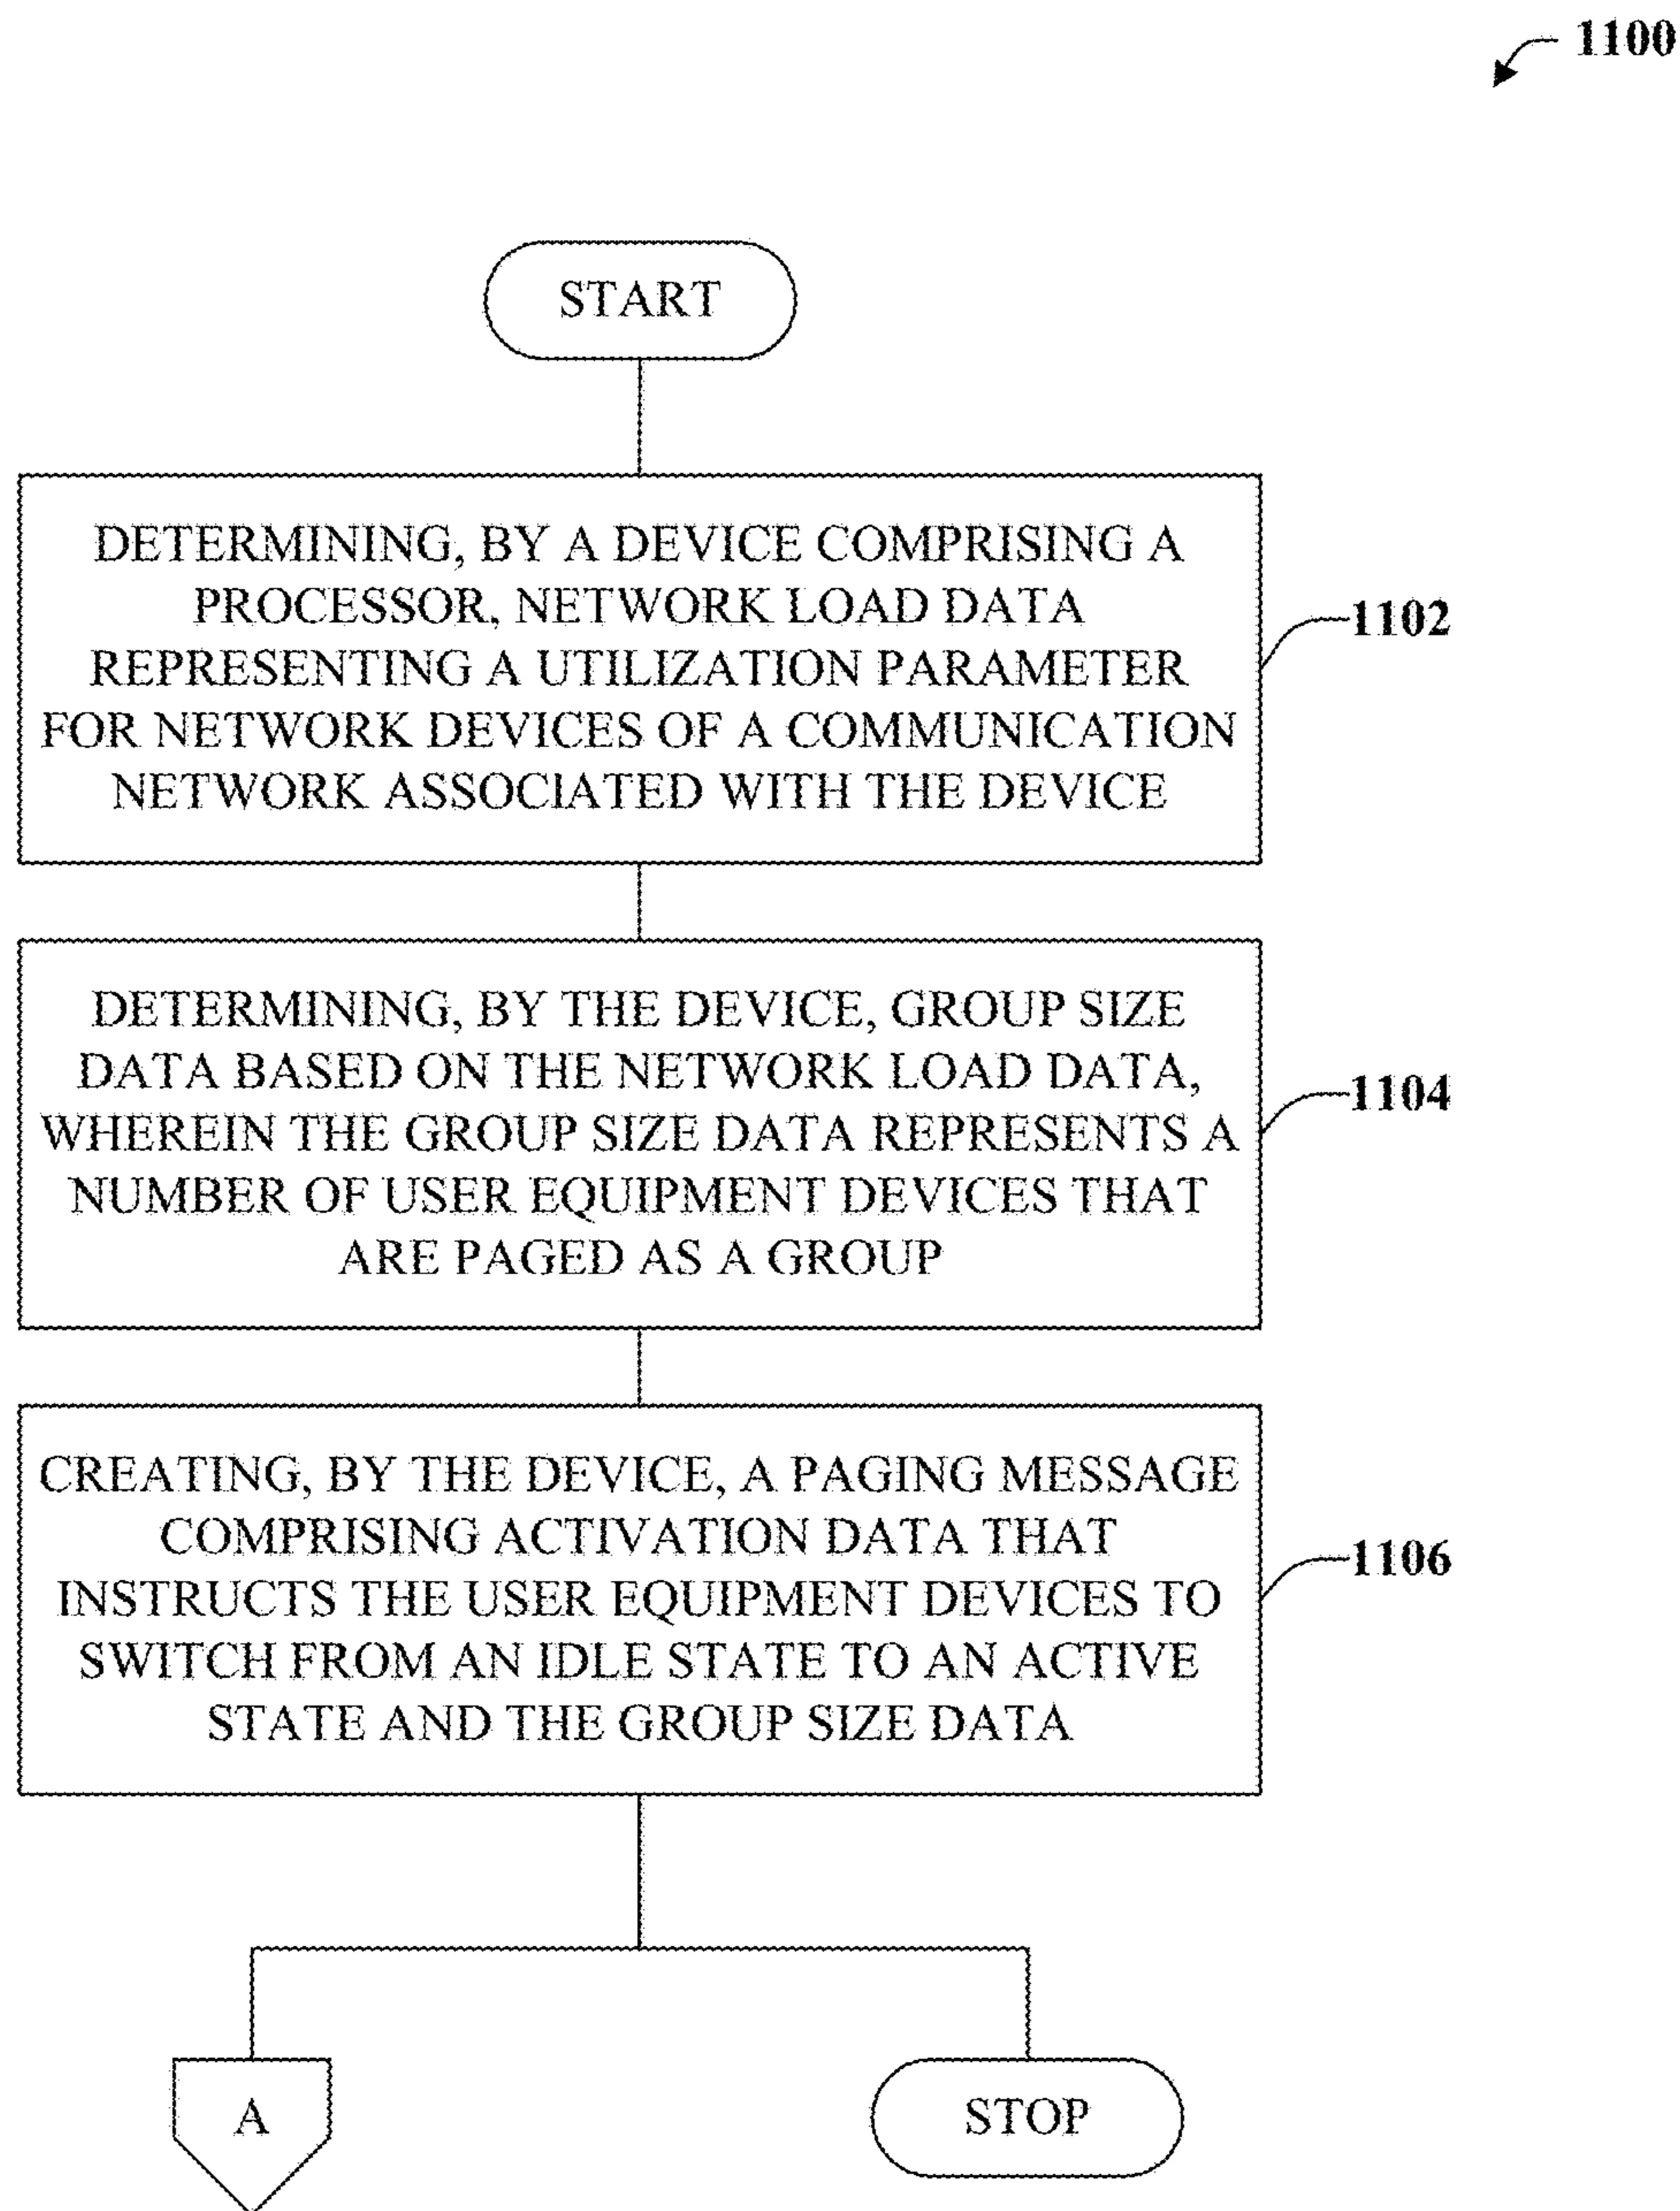 1100
START
DETERMINING, BY A DEVICE COMPRISING A
PROCESSOR, NETWORK LOAD DATA
REPRESENTING A UTILIZATION PARAMETER
FOR NETWORK DEVICES OF A COMMUNICATION
NETWORK ASSOCIATED WITH THE DEVICE
1102
DETERMINING, BY THE DEVICE, GROUP SIZE
DATA BASED ON THE NETWORK LOAD DATA,
WHEREIN THE GROUP SIZE DATA REPRESENTS A
NUMBER OF USER EQUIPMENT DEVICES THAT
ARE PAGED AS A GROUP
1104
CREATING, BY THE DEVICE, A PAGING MESSAGE
COMPRISING ACTIVATION DATA THAT
INSTRUCTS THE USER EQUIPMENT DEVICES TO
SWITCH FROM AN IDLE STATE TO AN ACTIVE
STATE AND THE GROUP SIZE DATA
1106
A
STOP